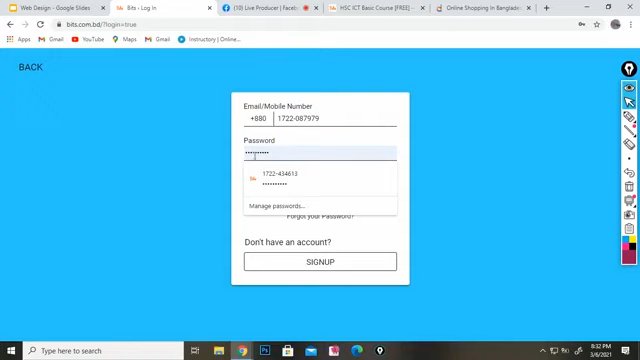 Web Design - Google Slides
Bits - Log In
(10) Live Producer | Faceb
HSC ICT Basic Course [FREE] -
Online Shopping in Banglade
bits.com.bd/?login=true
Apps
Gmail
YouTube
Maps
Gmail
Instructory | Online...
BACK
Email/Mobile Number
+880
1722-087979
Password
1722-434613
Manage passwords...
Forgot your Password?
Don't have an account?
SIGNUP
Type here to search
8:32 PM
3/6/2021